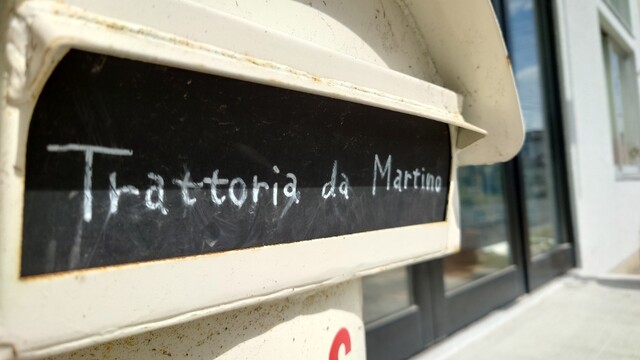 Trattoria da Martino